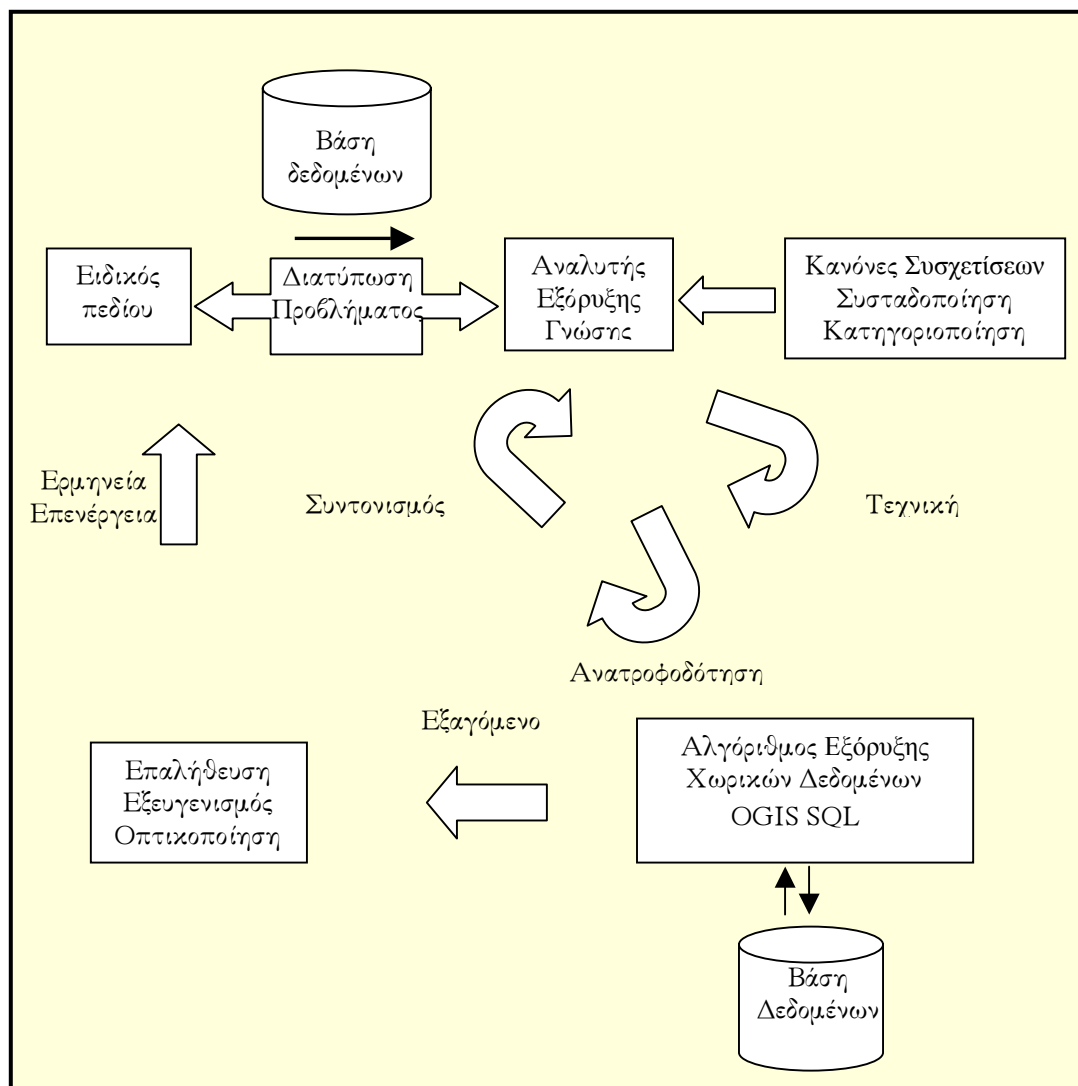 Βάση
δεδομένων
Ειδικός
πεδίου
Διατύπωση
Προβλήματος
Αναλυτής
Εξόρυξης
Γνώσης
Κανόνες Συσχετίσεων
Συσταδοποίηση
Κατηγοριοποίηση
Ερμηνεία
Επενέργεια
Συντονισμός
Τεχνική
Ανατροφοδότηση
Εξαγόμενο
Επαλήθευση
Εξευγενισμός
Οπτικοποίηση
Αλγόριθμος Εξόρυξης
Χωρικών Δεδομένων
OGIS SQL
Βάση
Δεδομένων